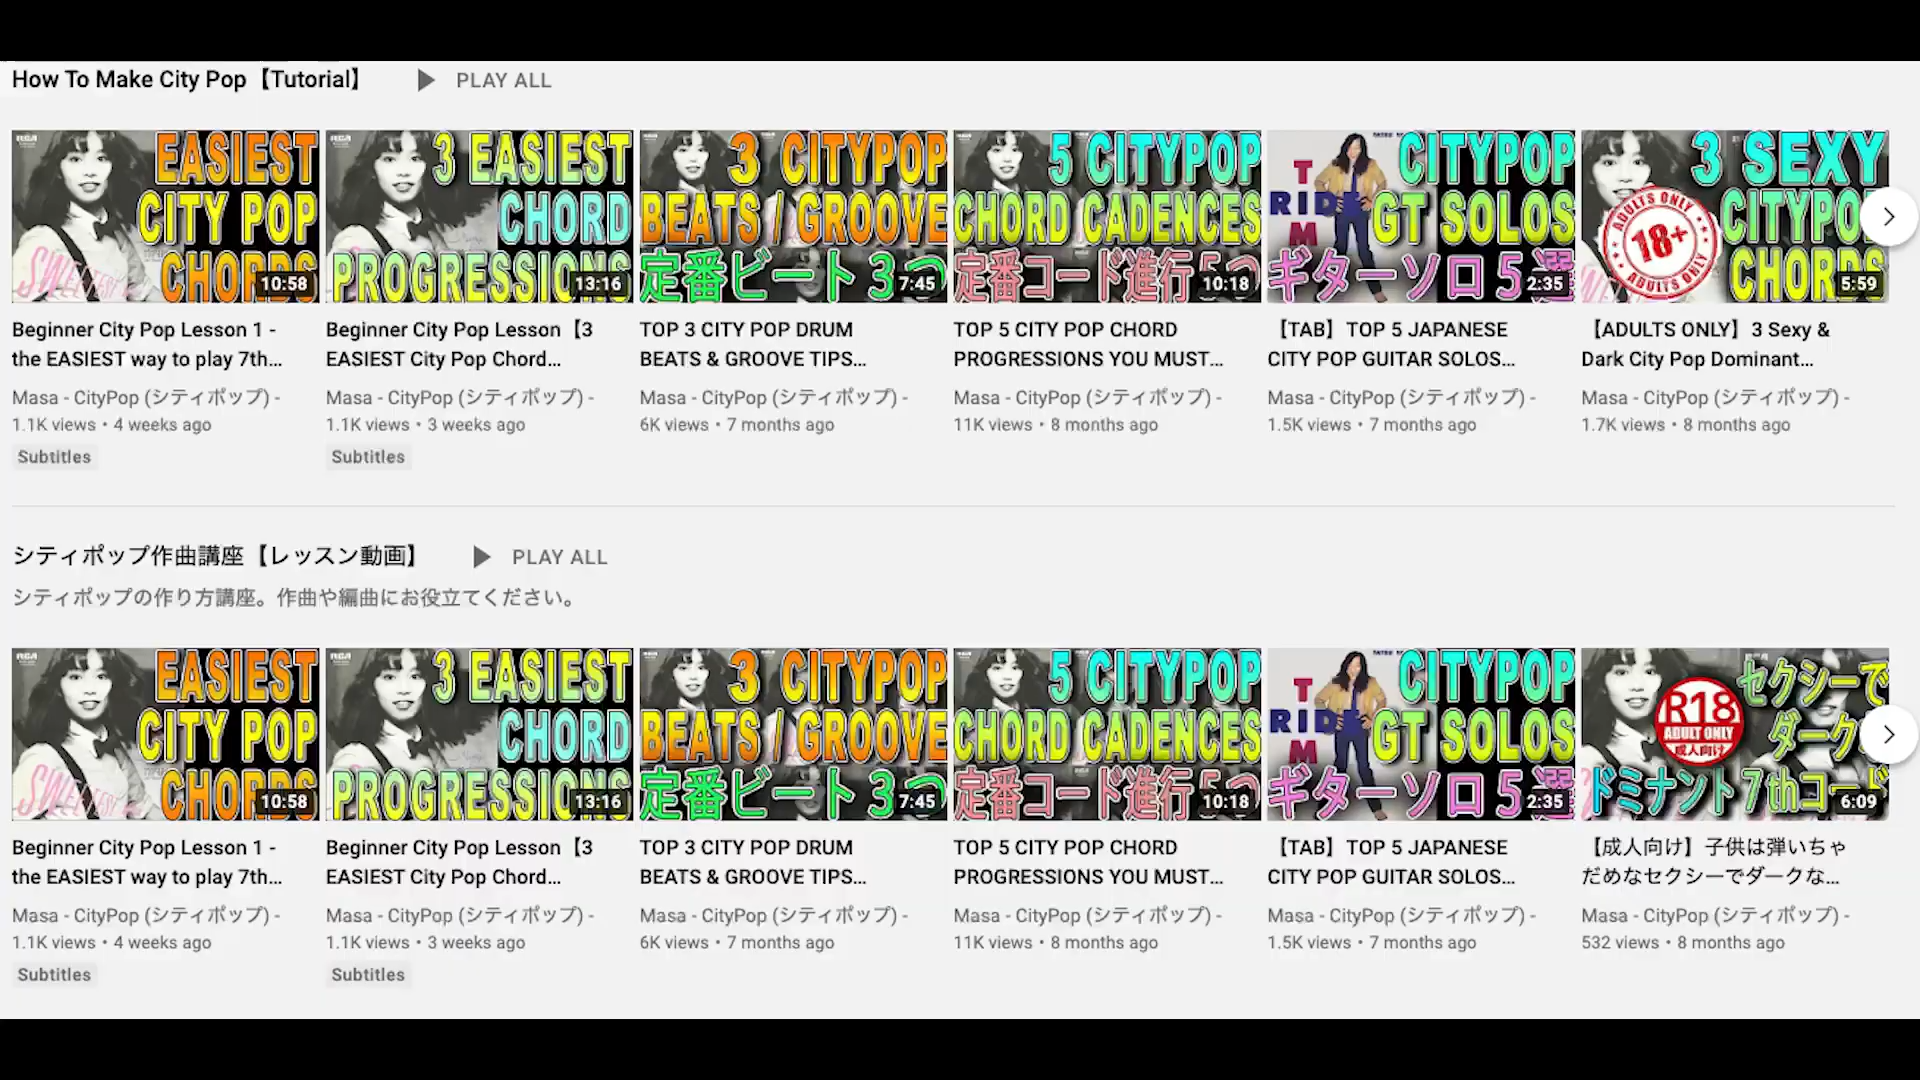 How To Make City Pop【Tutorial】
PLAY ALL
EASIEST
CITY POP
CHORDS
10:58
3 EASIEST
CHORD
PROGRESSIONS
13:16
3 CITYPOP
BEATS / GROOVE
定番ビート3つ
7:45
5 CITYPOP
CHORD CADENCES
定番コード進行5つ
10:18
T
RID
M
CITYPOP
GT SOLOS
ギターソロ5選
2:35
3 SEXY
CITYPO
CHORDS
ADULTS ONLY
18+
ADULTS ONLY
5:59
Beginner City Pop Lesson 1 -
the EASIEST way to play 7th...
Masa - CityPop (シティポップ) -
1.1K views • 4 weeks ago
Subtitles
Beginner City Pop Lesson【3
EASIEST City Pop Chord...
Masa - CityPop (シティポップ) -
1.1K views • 3 weeks ago
Subtitles
TOP 3 CITY POP DRUM
BEATS & GROOVE TIPS...
Masa - CityPop (シティポップ) -
6K views • 7 months ago
TOP 5 CITY POP CHORD
PROGRESSIONS YOU MUST...
Masa - CityPop (シティポップ) -
11K views • 8 months ago
【TAB】TOP 5 JAPANESE
CITY POP GUITAR SOLOS...
Masa - CityPop (シティポップ) -
1.5K views • 7 months ago
【ADULTS ONLY】3 Sexy &
Dark City Pop Dominant...
Masa - CityPop (シティポップ) -
1.7K views • 8 months ago
シティポップ作曲講座【レッスン動画】
PLAY ALL
シティポップの作り方講座。作曲や編曲にお役立てください。
EASIEST
CITY POP
CHORDS
10:58
3 EASIEST
CHORD
PROGRESSIONS
13:16
3 CITYPOP
BEATS / GROOVE
定番ビート3つ
7:45
5 CITYPOP
CHORD CADENCES
定番コード進行5つ
10:18
T
RID
M
CITYPOP
GT SOLOS
ギターソロ5選
2:35
セクシーで
ダーク
ドミナント7thコード
R18
ADULT ONLY
成人向け
6:09
Beginner City Pop Lesson 1 -
the EASIEST way to play 7th...
Masa - CityPop (シティポップ) -
1.1K views • 4 weeks ago
Subtitles
Beginner City Pop Lesson【3
EASIEST City Pop Chord...
Masa - CityPop (シティポップ) -
1.1K views • 3 weeks ago
Subtitles
TOP 3 CITY POP DRUM
BEATS & GROOVE TIPS...
Masa - CityPop (シティポップ) -
6K views • 7 months ago
TOP 5 CITY POP CHORD
PROGRESSIONS YOU MUST...
Masa - CityPop (シティポップ) -
11K views • 8 months ago
【TAB】TOP 5 JAPANESE
CITY POP GUITAR SOLOS...
Masa - CityPop (シティポップ) -
1.5K views • 7 months ago
【成人向け】子供は弾いちゃ
だめなセクシーでダークな...
Masa - CityPop (シティポップ) -
532 views • 8 months ago